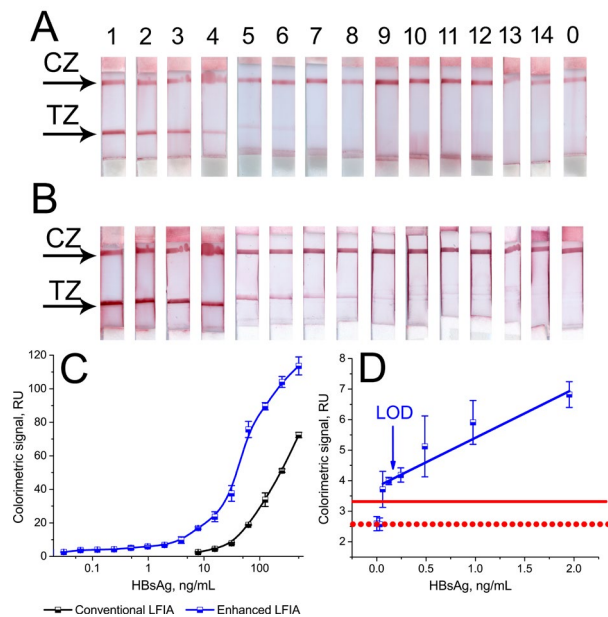 A
1 2 3 4 5 6 7 8 9 10 11 12 13 14 0
CZ
TZ
B
CZ
TZ
C
Colorimetric signal, RU
120
100
80
60
40
20
0
0.1 1 10 100
HBsAg, ng/mL
Conventional LFIA Enhanced LFIA
D
LOD
Colorimetric signal, RU
8
7
6
5
4
3
2
0.0 0.5 1.0 1.5 2.0
HBsAg, ng/mL